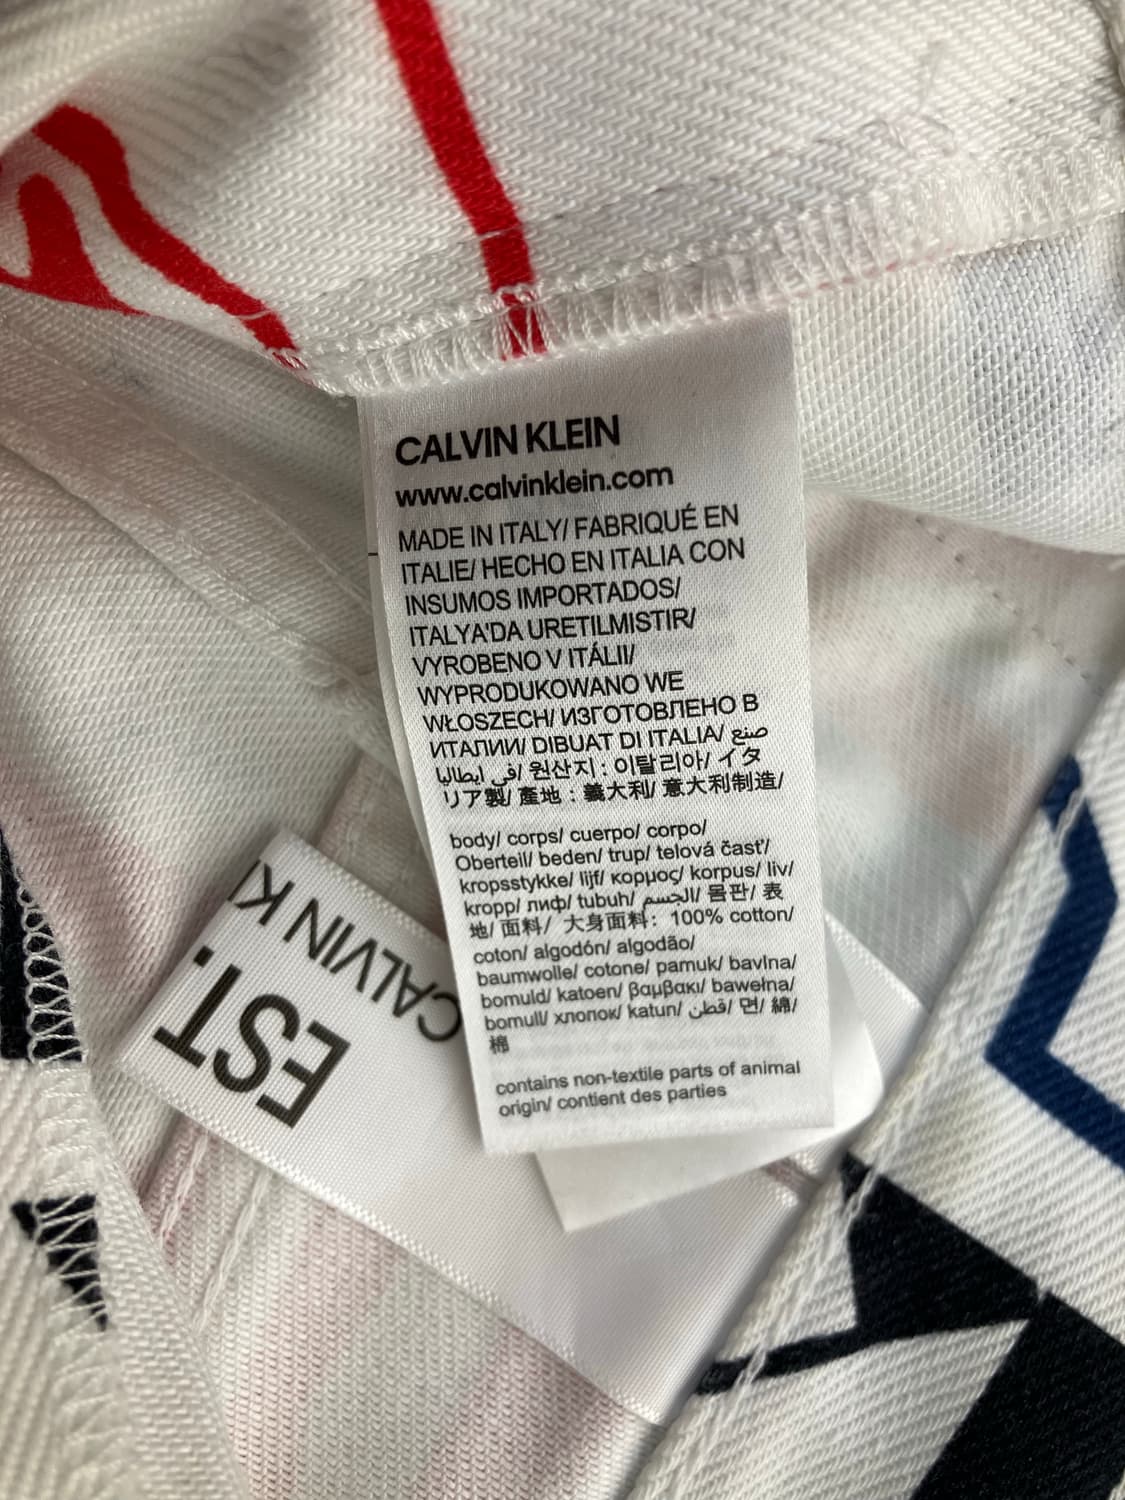 CALVIN KLEIN
www.calvinklein.com
MADE IN ITALY/ FABRIQUÉ EN
ITALIE/ HECHO EN ITALIA CON
INSUMOS IMPORTADOS/
ITALYA'DA URETILMISTIR/
VYROBENO V ITÁLII/
WYPRODUKOWANO WE
WŁOSZECH/ ИЗГОТОВЛЕНО В
ИТАЛИИ/ DIBUAT DI ITALIA/ صنع
في ايطاليا/ 원산지 : 이탈리아/ イタ
リア製/ 產地 : 義大利/ 意大利制造/
body/ corps/ cuerpo/ corpo/
Oberteil/ beden/ trup/ telová časť/
kropsstykke/ lijf/ κορμος/ korpus/ liv/
kropp/ лиф/ tubuh/ الجسم/ 몸판/ 表
地/ 面料/ 大身面料: 100% cotton/
coton/ algodón/ algodão/
baumwolle/ cotone/ pamuk/ bavlna/
bomuld/ katoen/ βαμβακι/ bawełna/
bomull/ хлопок/ katun/ قطن/ 면/ 綿/
棉
contains non-textile parts of animal
origin/ contient des parties
CALVIN K
EST.